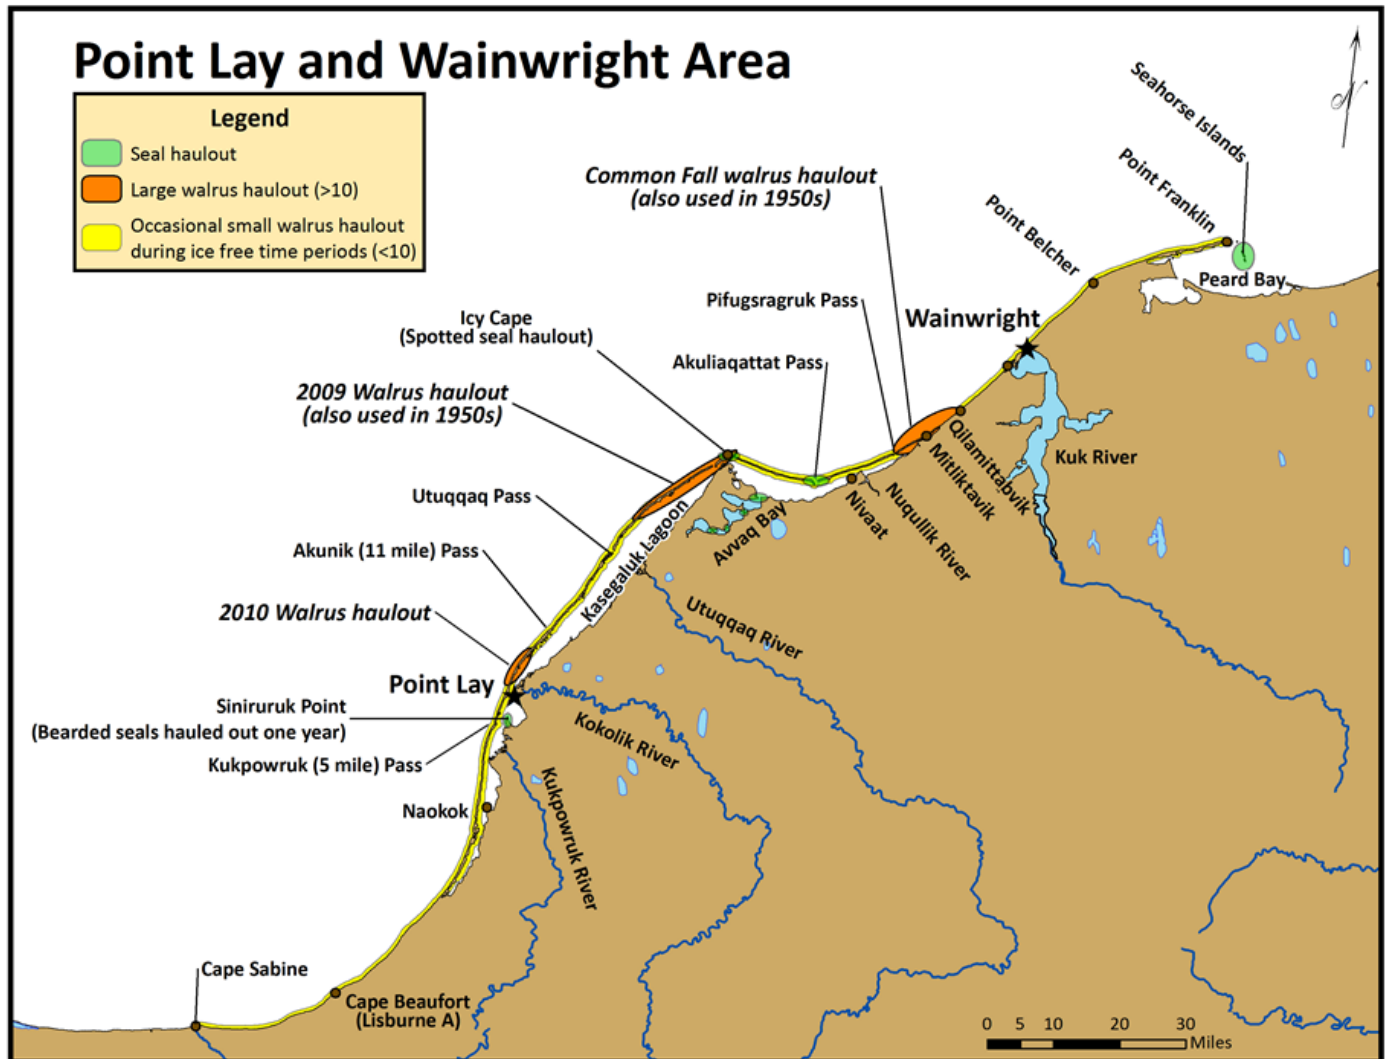 Point Lay and Wainwright Area
Legend
Seal haulout
Large walrus haulout (>10)
Occasional small walrus haulout
during ice free time periods (<10)
N
Seahorse Islands
Point Franklin
Common Fall walrus haulout
(also used in 1950s)
Point Belcher
Peard Bay
Pifugsragruk Pass
Wainwright
Icy Cape
(Spotted seal haulout)
Akuliaqattat Pass
2009 Walrus haulout
(also used in 1950s)
Qilamittabvik
Mitliktavik
Kuk River
Utuqqaq Pass
Nuqullik River
Nivaat
Avvaq Bay
Kasegaluk Lagoon
Akunik (11 mile) Pass
2010 Walrus haulout
Utuqqaq River
Point Lay
Siniruruk Point
(Bearded seals hauled out one year)
Kokolik River
Kukpowruk (5 mile) Pass
Kukpowruk River
Naokok
Cape Sabine
Cape Beaufort
(Lisburne A)
0 5 10 20 30
Miles